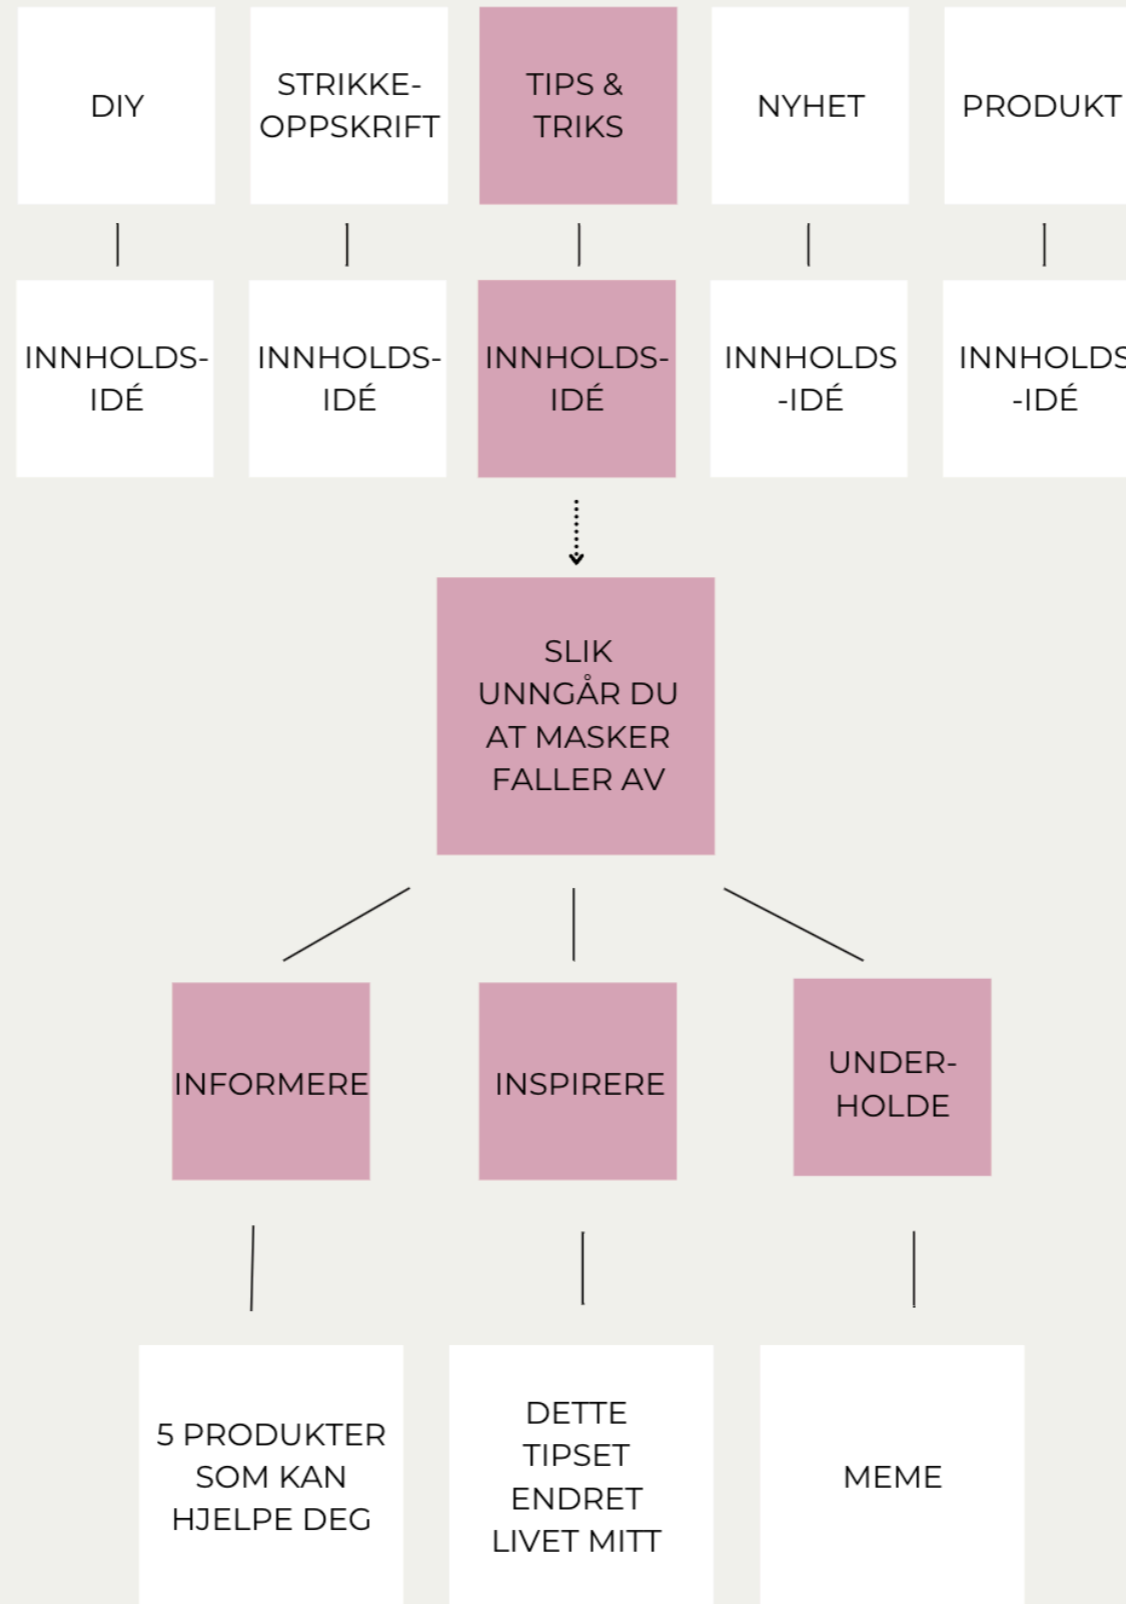 DIY
STRIKKE-
OPPSKRIFT
TIPS &
TRIKS
NYHET
PRODUKT
INNHOLDS-
IDÉ
INNHOLDS-
IDÉ
INNHOLDS-
IDÉ
INNHOLDS
-IDÉ
INNHOLDS
-IDÉ
SLIK
UNNGÅR DU
AT MASKER
FALLER AV
INFORMERE
INSPIRERE
UNDER-
HOLDE
5 PRODUKTER
SOM KAN
HJELPE DEG
DETTE
TIPSET
ENDRET
LIVET MITT
MEME